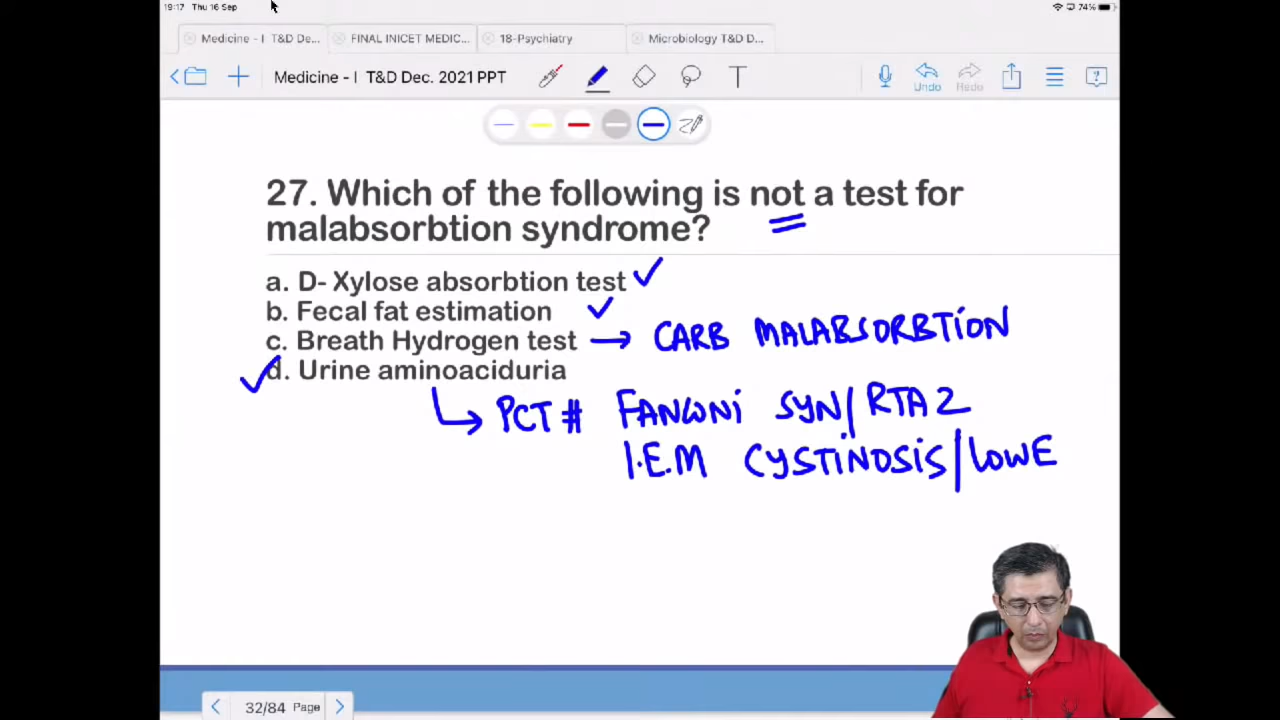 19:17 Thu 16 Sep 74%
Medicine - I T&D De... FINAL INICET MEDIC... 18-Psychiatry Microbiology T&D D...
Medicine - I T&D Dec. 2021 PPT T Undo Redo
27. Which of the following is not a test for
malabsorbtion syndrome?
a. D- Xylose absorbtion test
b. Fecal fat estimation
c. Breath Hydrogen test → CARB MALABSORBTION
d. Urine aminoaciduria
PCT # FANCONI SYN/RTA 2
I.E.M CYSTINOSIS/LOWE
32/84 Page